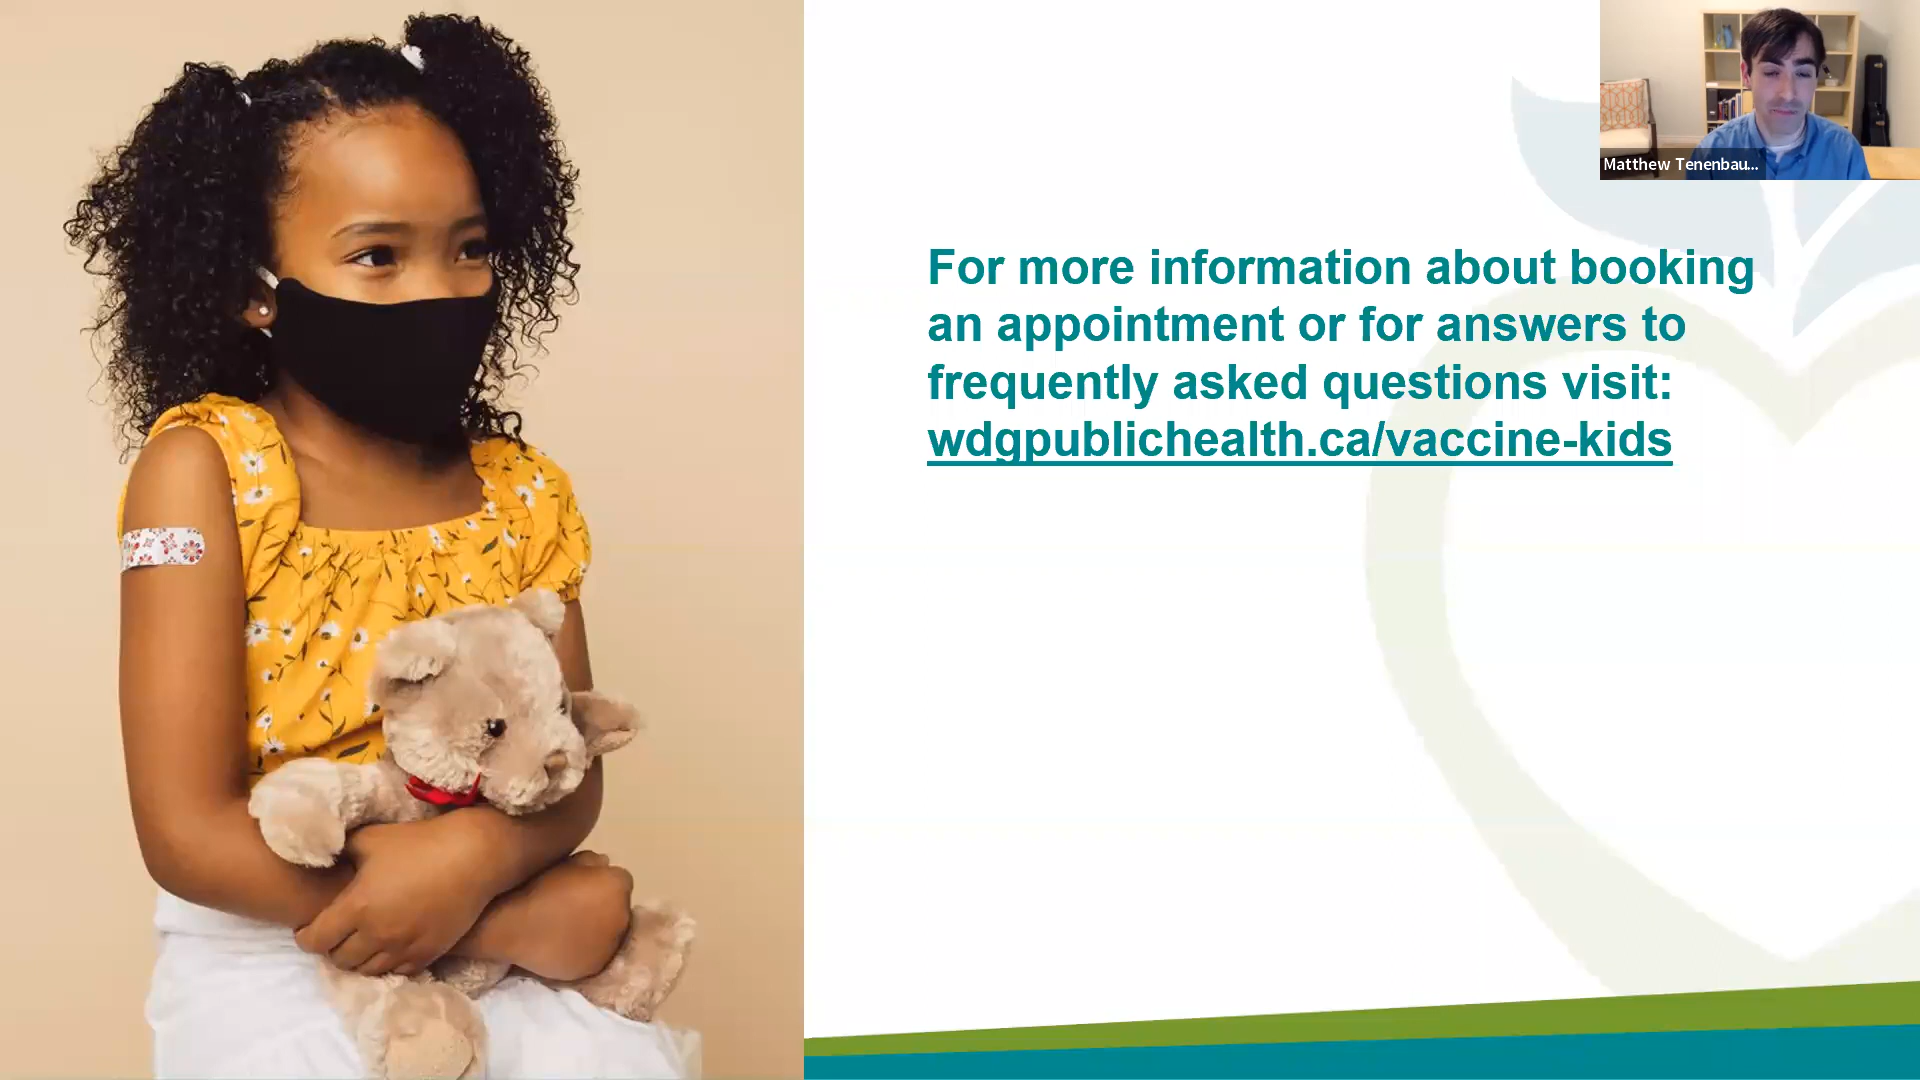 Matthew Tenenbau...
For more information about booking
an appointment or for answers to
frequently asked questions visit:
wdgpublichealth.ca/vaccine-kids